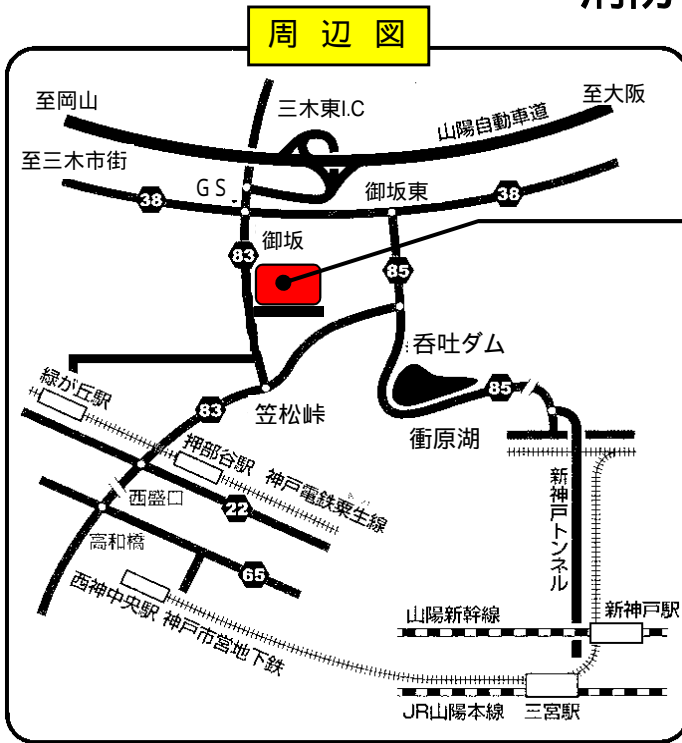 周辺図
至岡山
三木東I.C
山陽自動車道
至大阪
至三木市街
GS
御坂東
38
38
御坂
83
85
呑吐ダム
緑が丘駅
83
笠松峠
85
衝原湖
押部谷駅
神戸電鉄粟生線
西盛口
22
新神戸トンネル
高和橋
65
西神中央駅
神戸市営地下鉄
山陽新幹線
新神戸駅
JR山陽本線
三宮駅